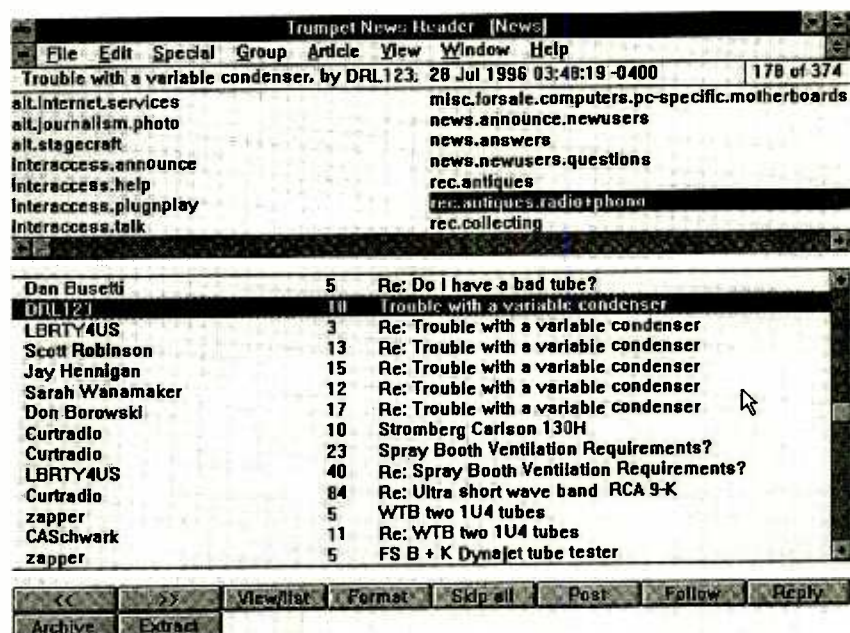 Trumpet News Reader [News]
File Edit Special Group Article View Window Help
Trouble with a variable condenser, by DRL123, 28 Jul 1996 03:48:19 -0400 178 of 374
alt.internet.services misc.forsale.computers.pc-specific.motherboards
alt.journalism.photo news.announce.newusers
alt.stagecraft news.answers
interaccess.announce news.newusers.questions
interaccess.help rec.antiques
interaccess.plugnplay rec.antiques.radio+phono
interaccess.talk rec.collecting
Dan Busetti 5 Re: Do I have a bad tube?
DRL123 10 Trouble with a variable condenser
LBRTY4US 3 Re: Trouble with a variable condenser
Scott Robinson 13 Re: Trouble with a variable condenser
Jay Hennigan 15 Re: Trouble with a variable condenser
Sarah Wanamaker 12 Re: Trouble with a variable condenser
Don Borowski 17 Re: Trouble with a variable condenser
Curtradio 10 Stromberg Carlson 130H
Curtradio 23 Spray Booth Ventilation Requirements?
LBRTY4US 40 Re: Spray Booth Ventilation Requirements?
Curtradio 84 Re: Ultra short wave band RCA 9-K
zapper 5 WTB two 1U4 tubes
CASchwark 11 Re: WTB two 1U4 tubes
zapper 5 FS B + K Dynajet tube tester
<< >> View/list Format Skip all Post Follow Reply
Archive Extract